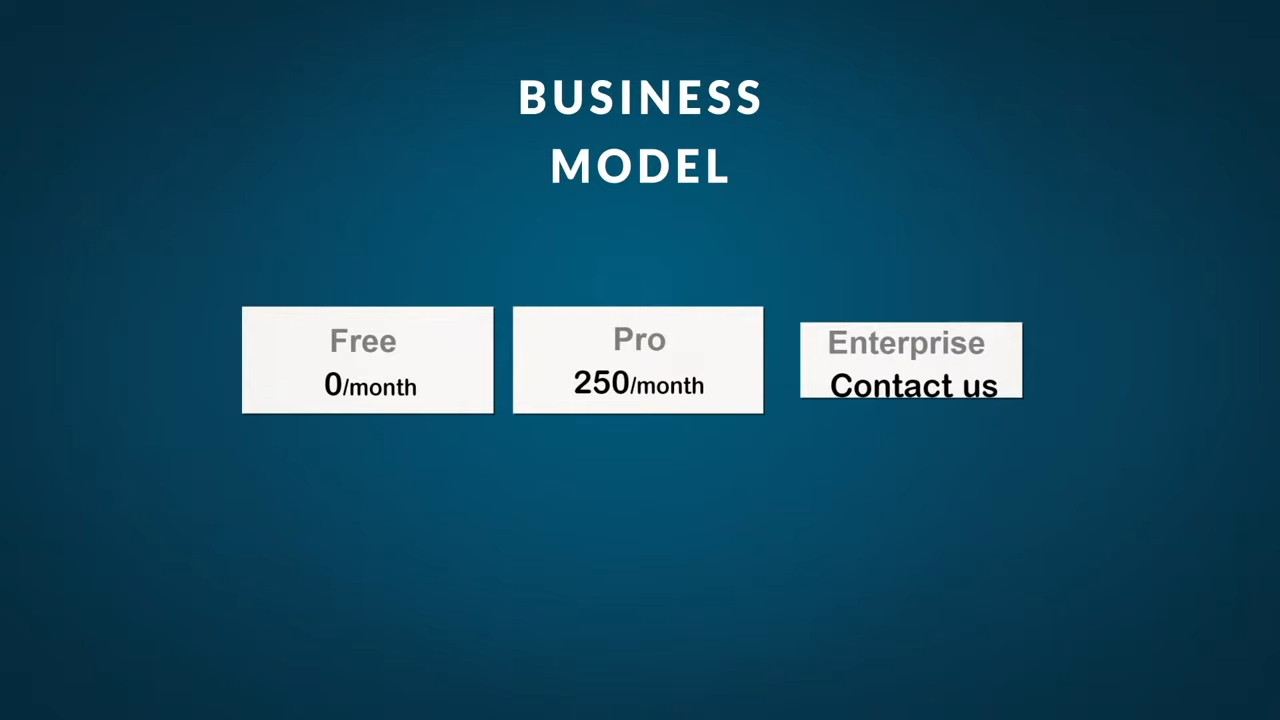 BUSINESS
MODEL
Free
0/month
Pro
250/month
Enterprise
Contact us